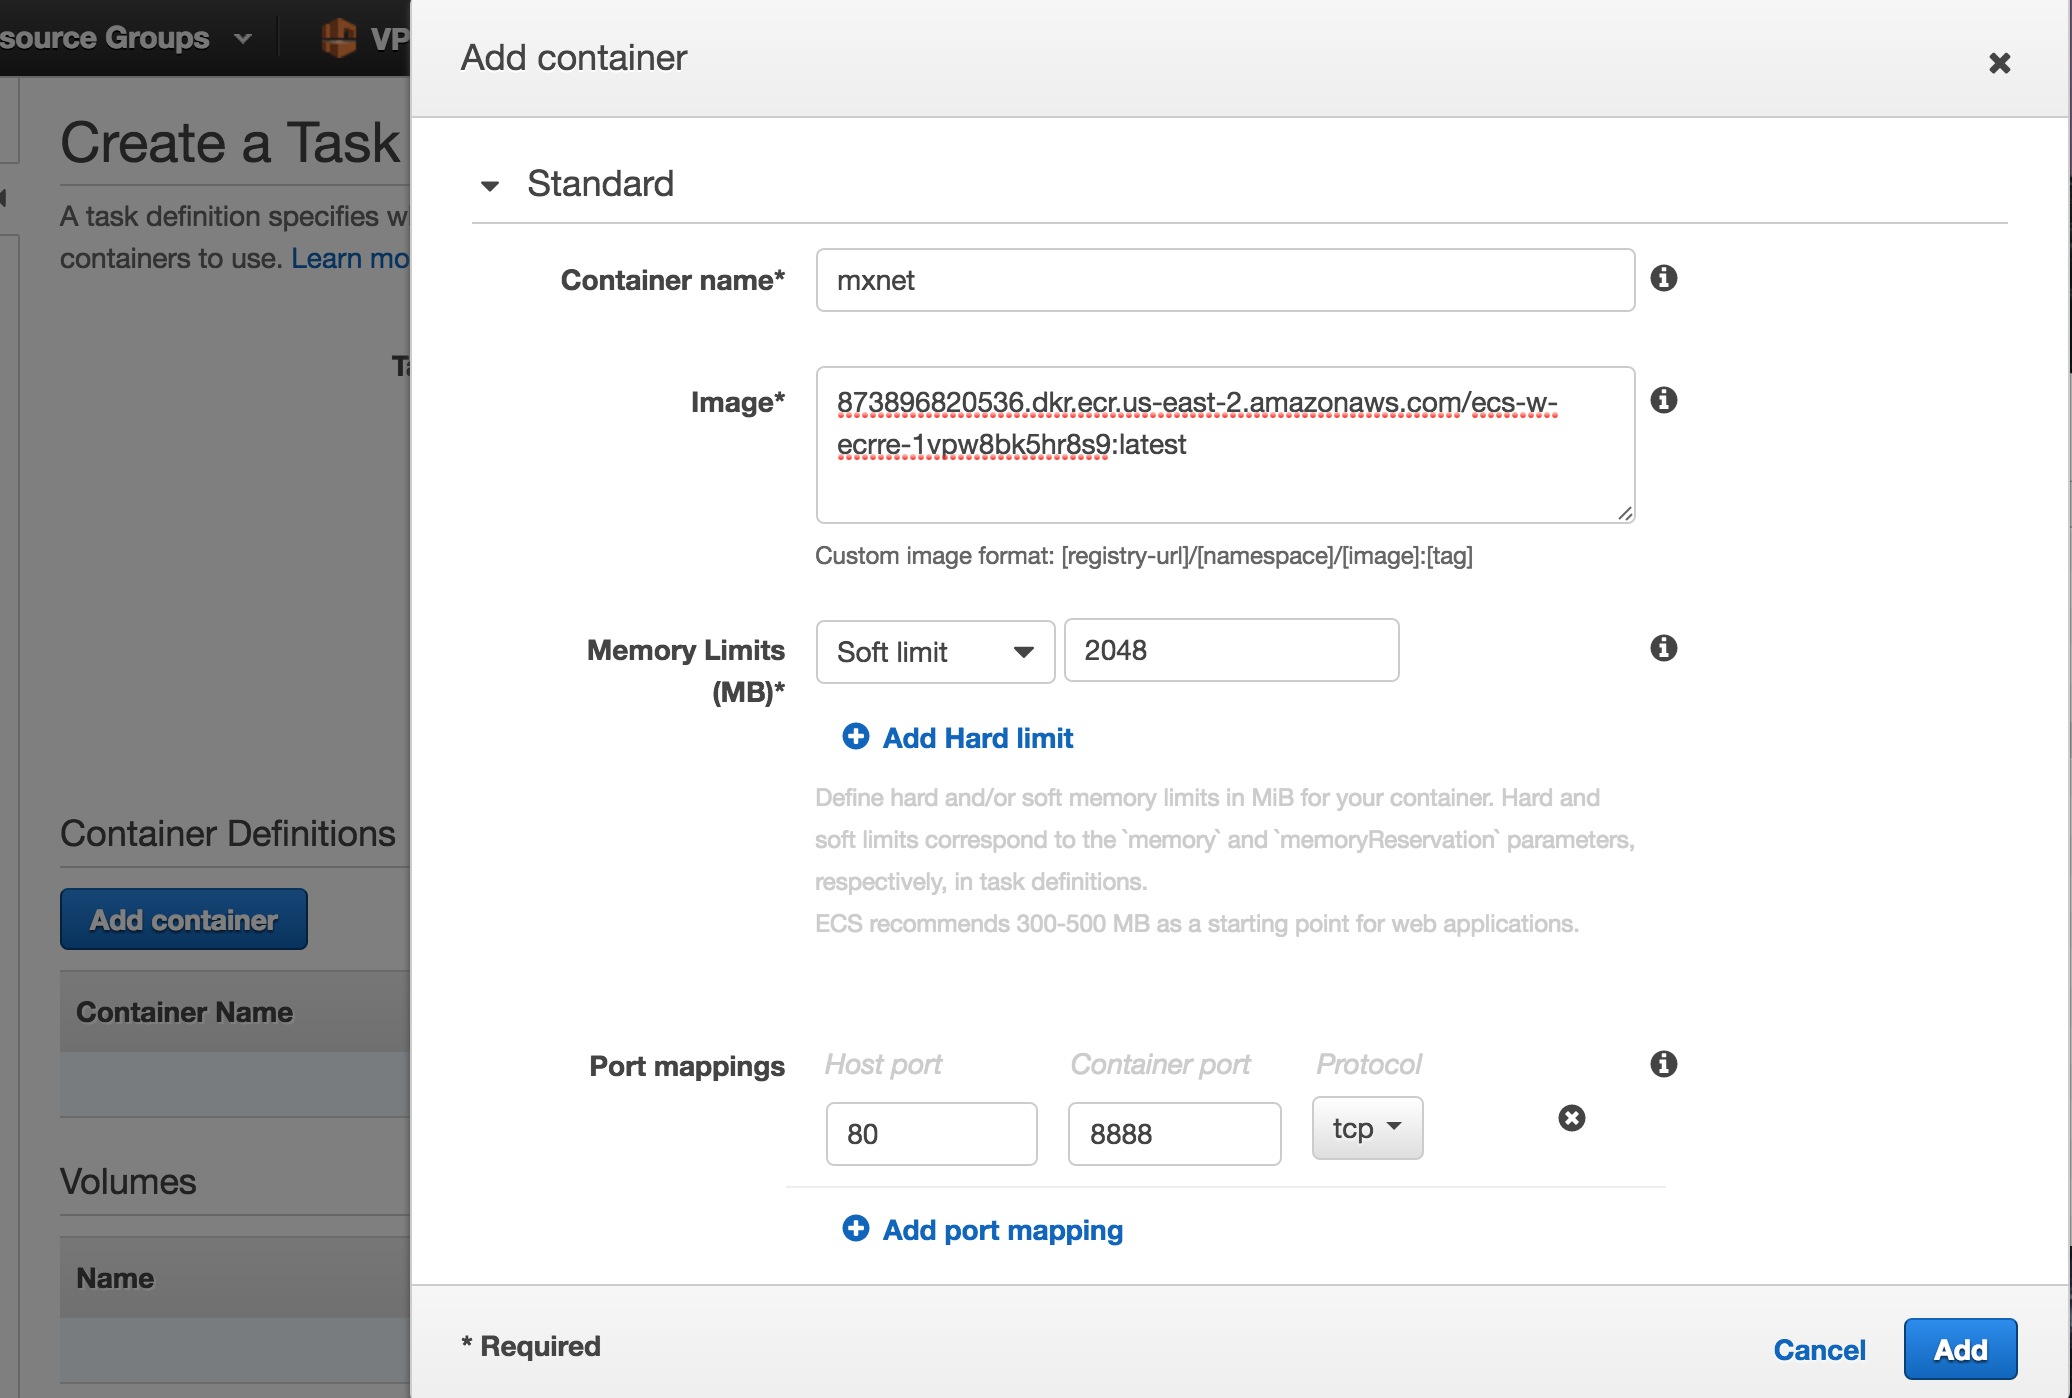 source Groups
VP
Add container
Create a Task
A task definition specifies w
containers to use. Learn mo
Standard
Container name*
mxnet
Image*
873896820536.dkr.ecr.us-east-2.amazonaws.com/ecs-w-
ecrre-1vpw8bk5hr8s9:latest
Custom image format: [registry-url]/[namespace]/[image]:[tag]
Memory Limits
(MB)*
Soft limit
2048
Add Hard limit
Define hard and/or soft memory limits in MiB for your container. Hard and
soft limits correspond to the `memory` and `memoryReservation` parameters,
respectively, in task definitions.
ECS recommends 300-500 MB as a starting point for web applications.
Container Definitions
Add container
Container Name
Port mappings
Host port
Container port
Protocol
80
8888
tcp
Add port mapping
Volumes
Name
* Required
Cancel
Add